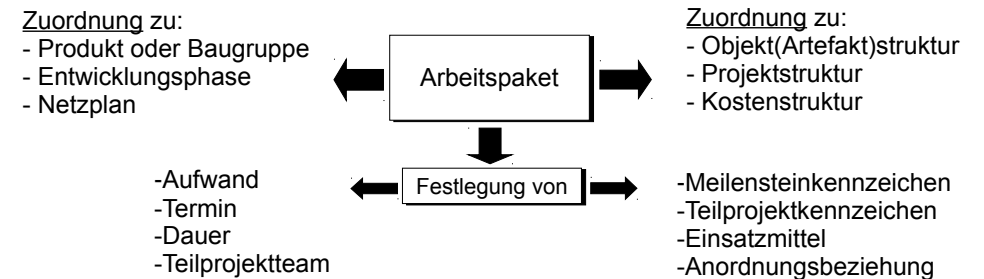 Zuordnung zu:
- Produkt oder Baugruppe
- Entwicklungsphase
- Netzplan
Arbeitspaket
Zuordnung zu:
- Objekt(Artefakt)struktur
- Projektstruktur
- Kostenstruktur
-Aufwand
-Termin
-Dauer
-Teilprojektteam
Festlegung von
-Meilensteinkennzeichen
-Teilprojektkennzeichen
-Einsatzmittel
-Anordnungsbeziehung